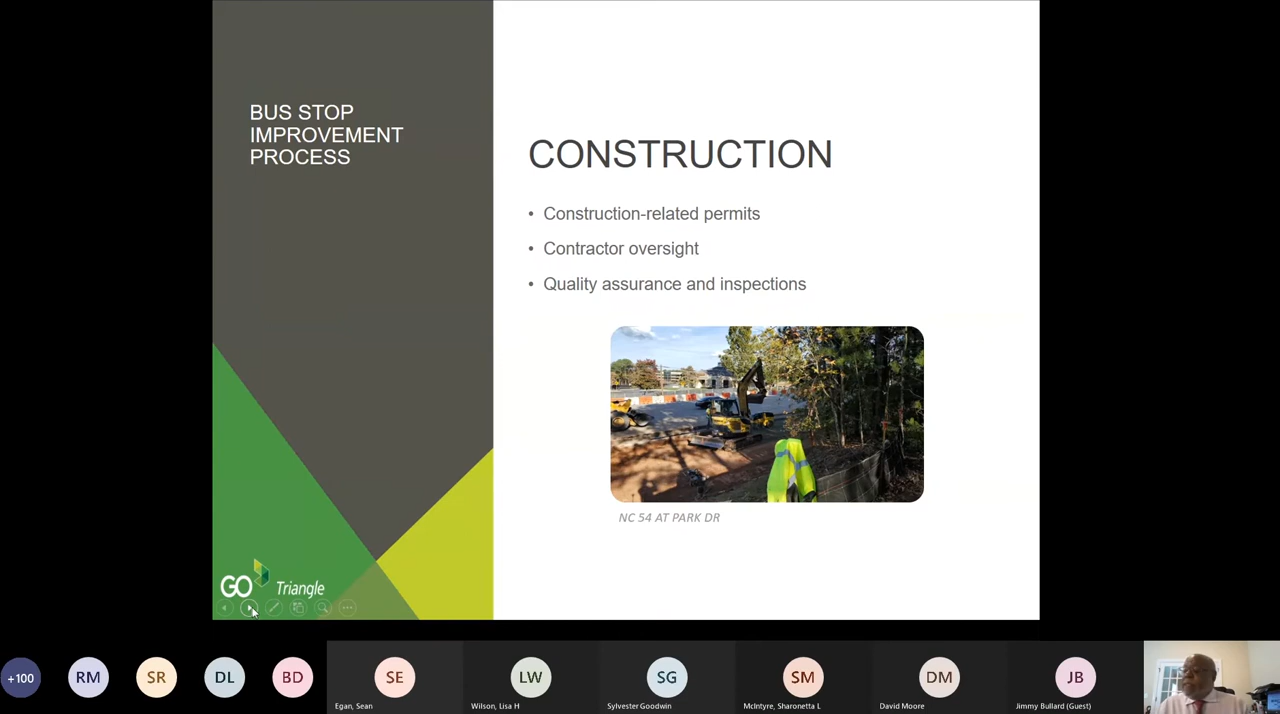 BUS STOP
IMPROVEMENT
PROCESS
CONSTRUCTION
• Construction-related permits
• Contractor oversight
• Quality assurance and inspections
NC 54 AT PARK DR
GO Triangle
+100
RM
SR
DL
BD
SE
LW
SG
SM
DM
JB
Egan, Sean
Wilson, Lisa H
Sylvester Goodwin
McIntyre, Sharonetta L
David Moore
Jimmy Bullard (Guest)